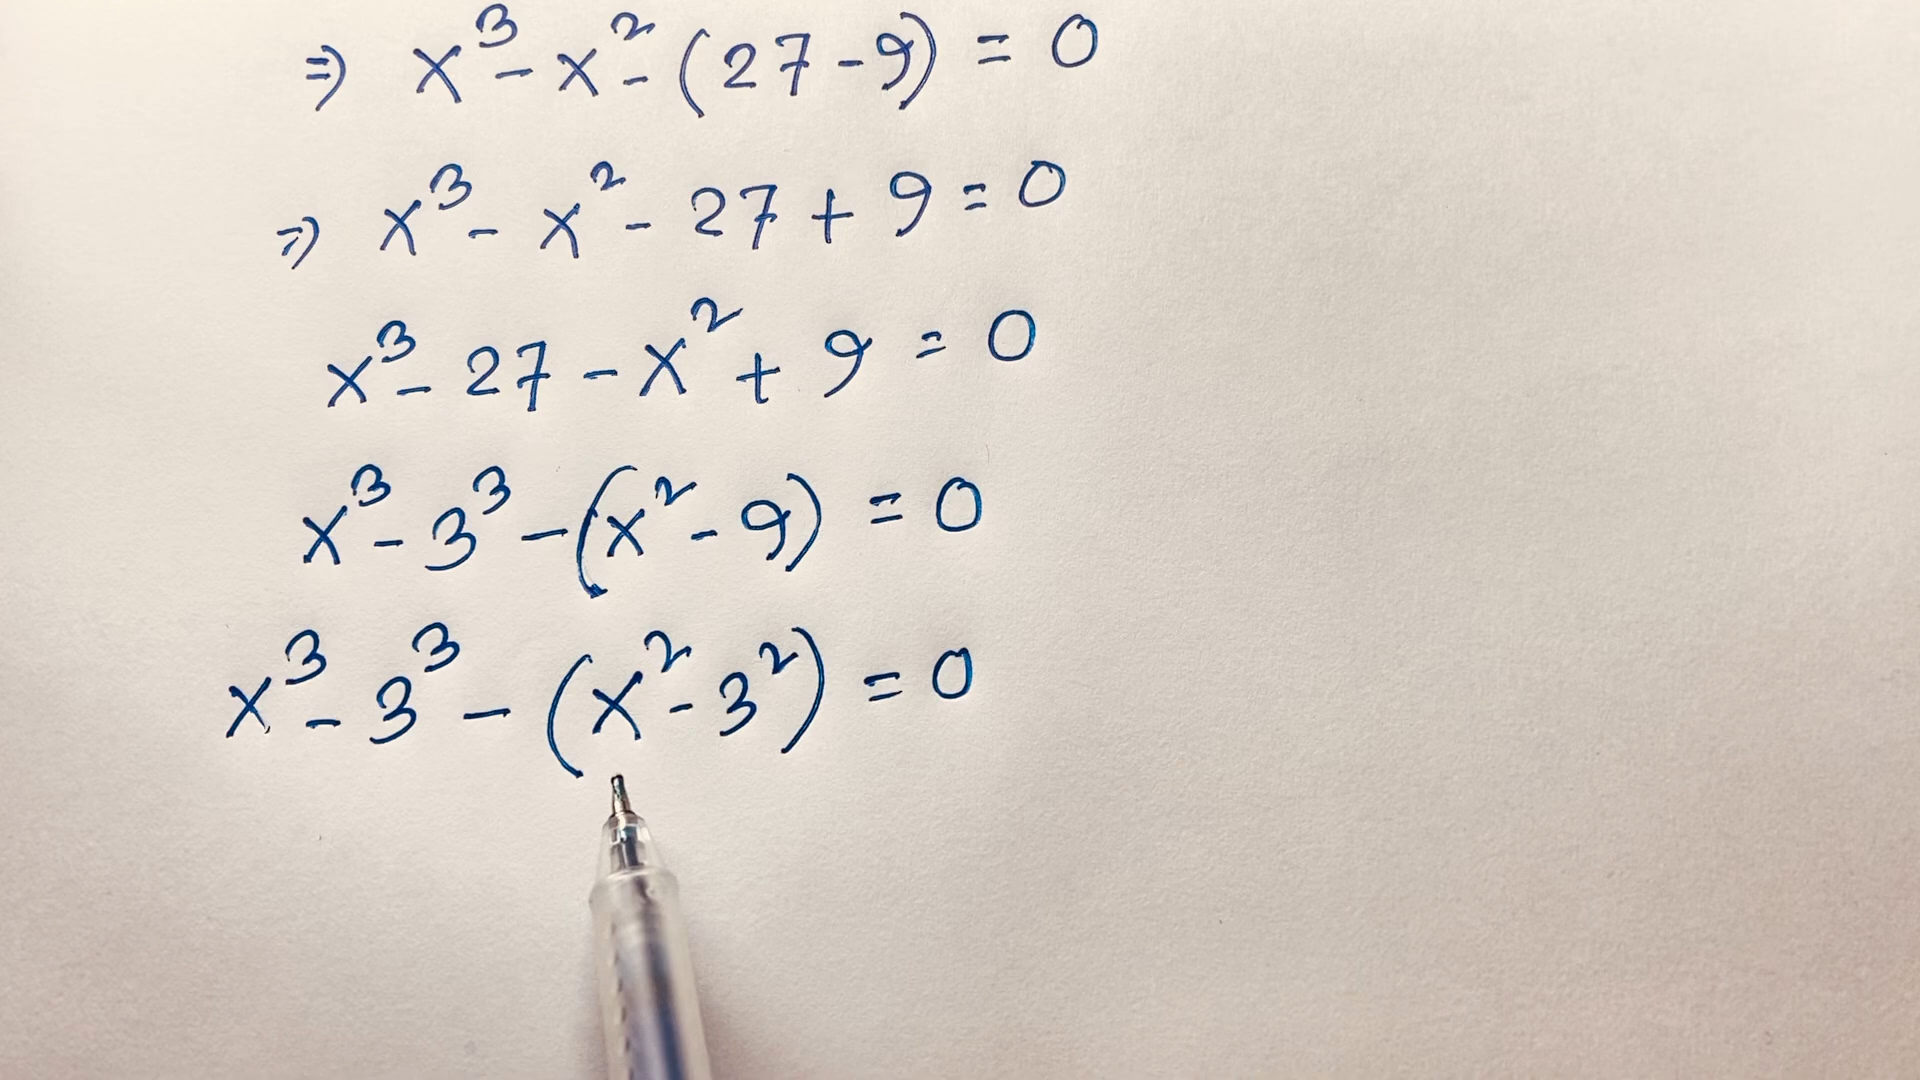 ⇒ x³ - x² - (27 - 9) = 0
⇒ x³ - x² - 27 + 9 = 0
x³ - 27 - x² + 9 = 0
x³ - 3³ - (x² - 9) = 0
x³ - 3³ - (x² - 3²) = 0